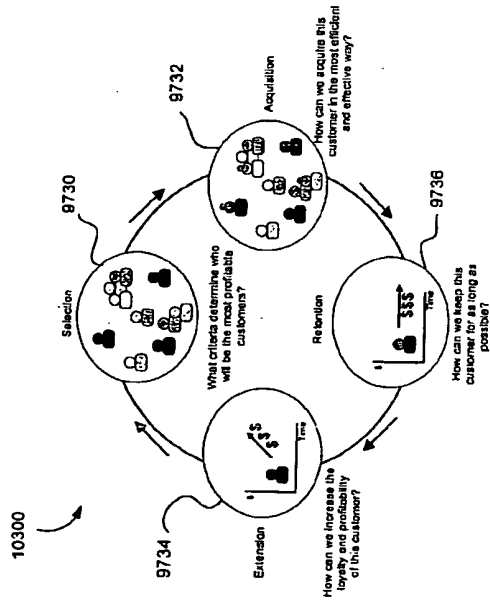 10300
9730
Selection
What criteria determine who
will be the most profitable
customers?
9732
Acquisition
How can we acquire this
customer in the most efficient
and effective way?
9736
Retention
$$$
Time
How can we keep this
customer for as long as
possible?
9734
Extension
$
$
$
$
Time
How can we increase the
loyalty and profitability
of this customer?